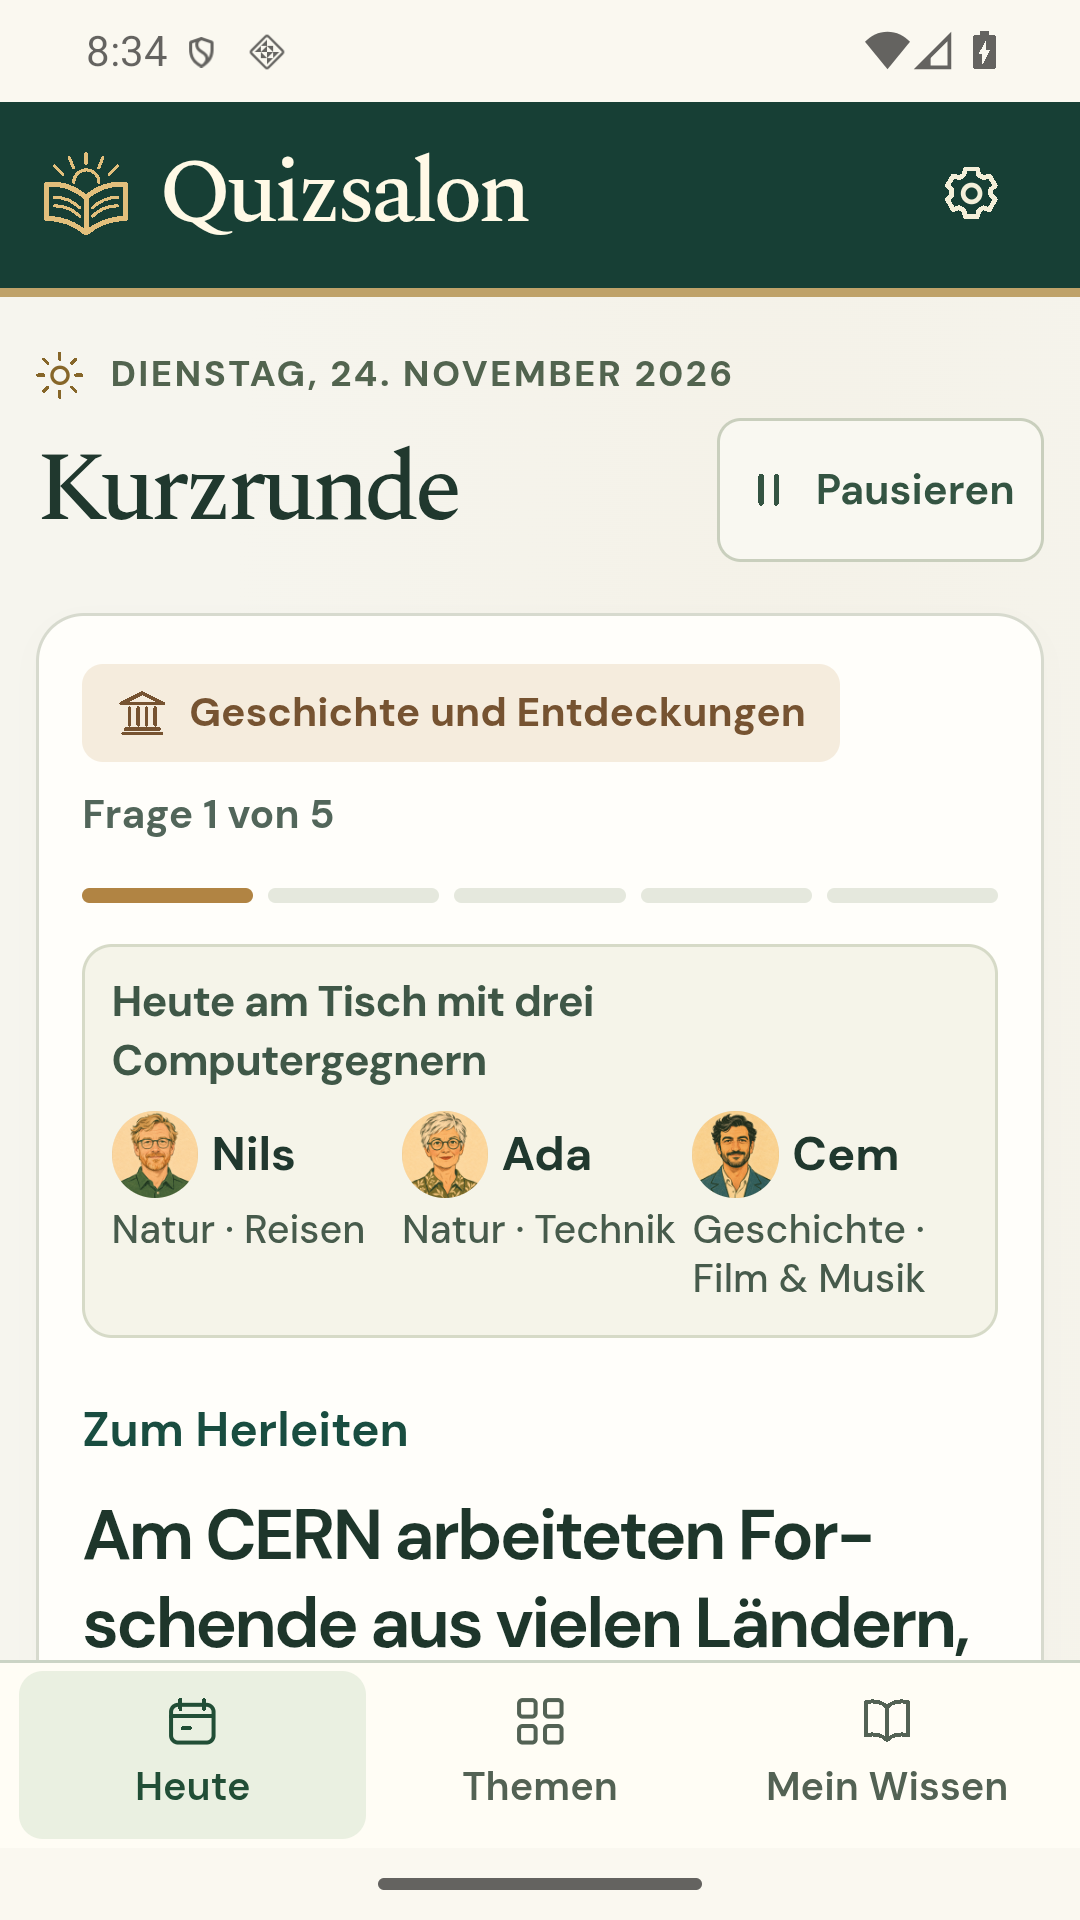 8:34
Quizsalon
DIENSTAG, 24. NOVEMBER 2026
Kurzrunde
Pausieren
Geschichte und Entdeckungen
Frage 1 von 5
Heute am Tisch mit drei
Computergegnern
Nils
Natur · Reisen
Ada
Natur · Technik
Cem
Geschichte ·
Film & Musik
Zum Herleiten
Am CERN arbeiteten For-
schende aus vielen Ländern,
Heute
Themen
Mein Wissen